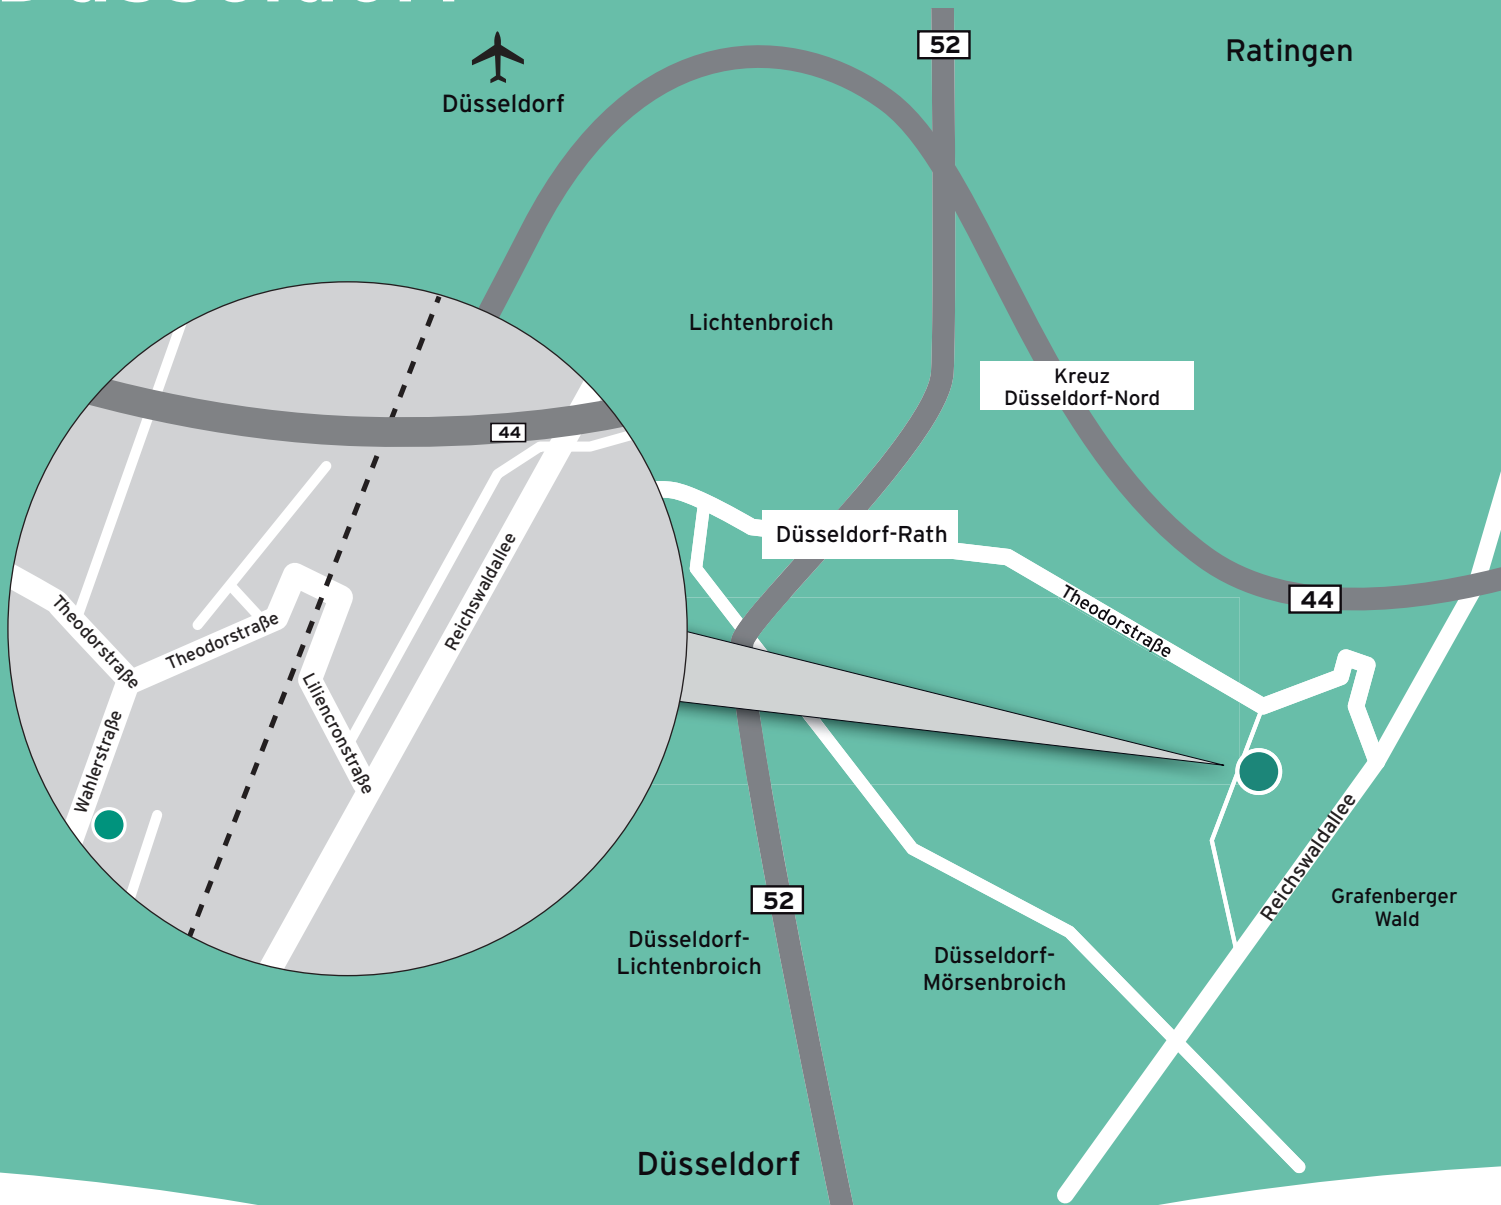 Düsseldorf
52
Ratingen
Düsseldorf
Lichtenbroich
Kreuz
Düsseldorf-Nord
44
Düsseldorf-Rath
Reichswaldallee
Theodorstraße
Theodorstraße
Theodorstraße
44
Liliencronstraße
Wahlerstraße
Reichswaldallee
52
Grafenberger
Wald
Düsseldorf-
Lichtenbroich
Düsseldorf-
Mörsenbroich
Düsseldorf